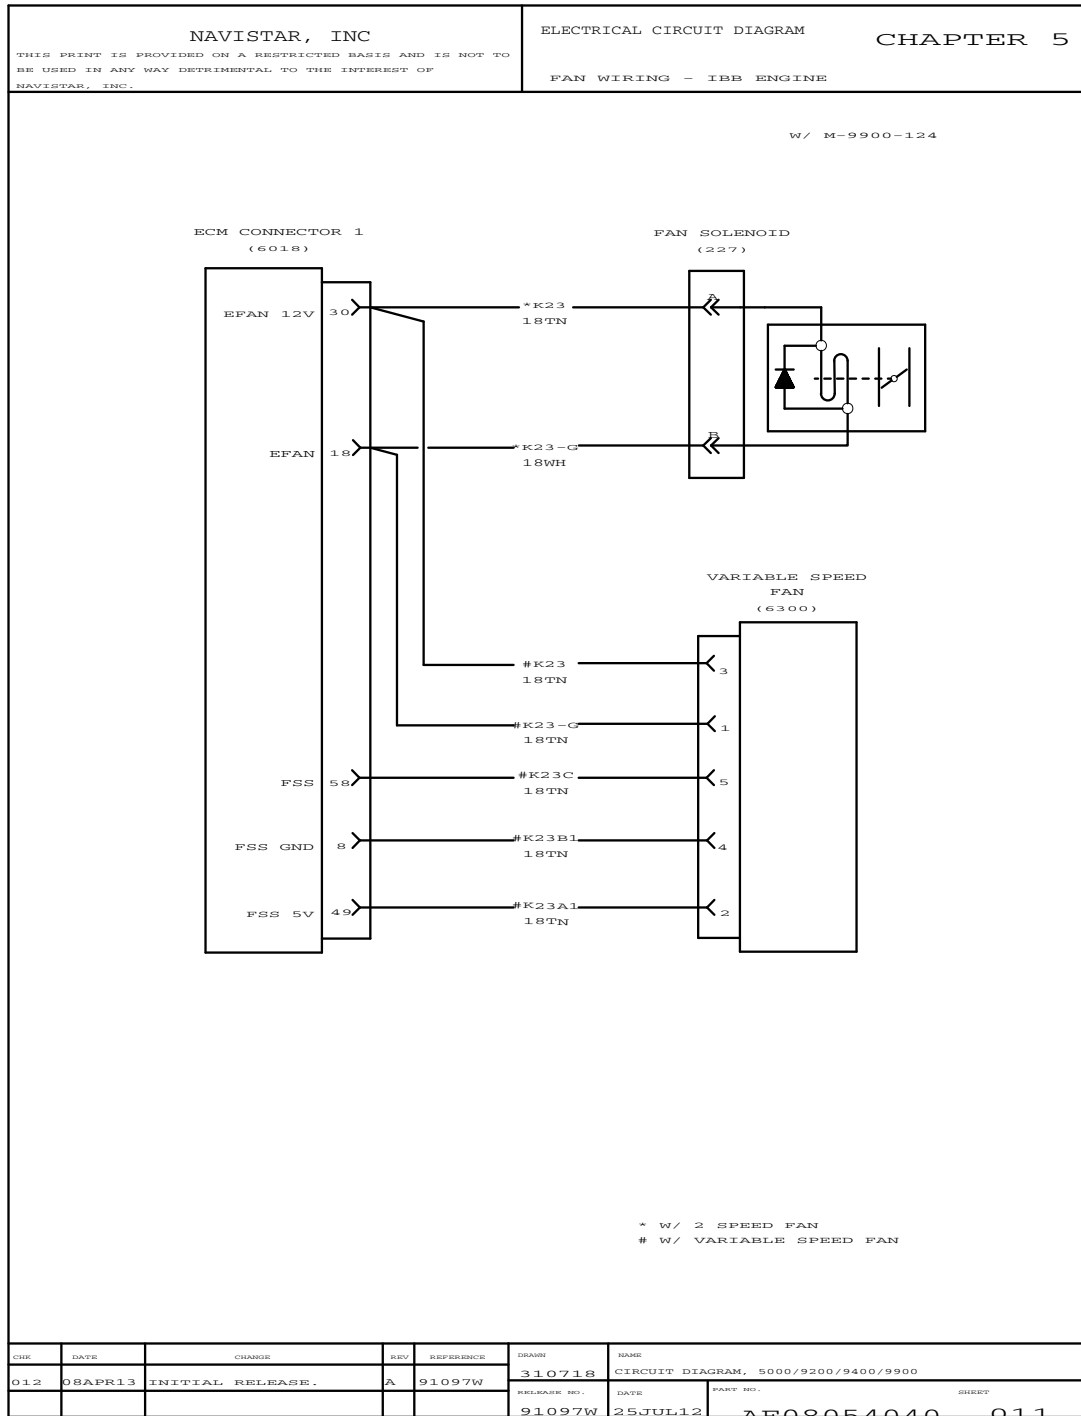 NAVISTAR, INC
THIS PRINT IS PROVIDED ON A RESTRICTED BASIS AND IS NOT TO
BE USED IN ANY WAY DETRIMENTAL TO THE INTEREST OF
NAVISTAR, INC.
ELECTRICAL CIRCUIT DIAGRAM
CHAPTER 5
FAN WIRING - IBB ENGINE
W/ M-9900-124
ECM CONNECTOR 1
(6018)
FAN SOLENOID
(227)
EFAN 12V 30
*K23
18TN
A
EFAN 18
*K23-G
18WH
B
VARIABLE SPEED
FAN
(6300)
#K23
18TN
3
#K23-G
18TN
1
FSS 58
#K23C
18TN
5
FSS GND 8
#K23B1
18TN
4
FSS 5V 49
#K23A1
18TN
2
* W/ 2 SPEED FAN
# W/ VARIABLE SPEED FAN
CHK DATE CHANGE REV REFERENCE
012 08APR13 INITIAL RELEASE. A 91097W
DRAWN
310718
NAME
CIRCUIT DIAGRAM, 5000/9200/9400/9900
RELEASE NO.
91097W
DATE
25JUL12
PART NO.
AE08054040
SHEET
011